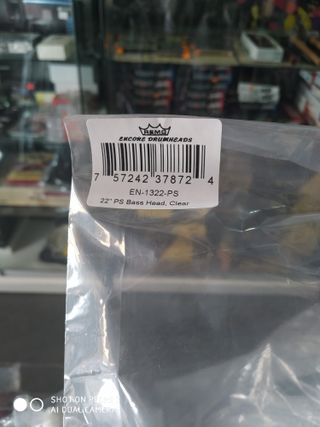 REMO
ENCORE DRUMHEADS
7 57242 37872 4
EN-1322-PS
22" PS Bass Head, Clear
SHOT ON
AI DUAL CAMERA